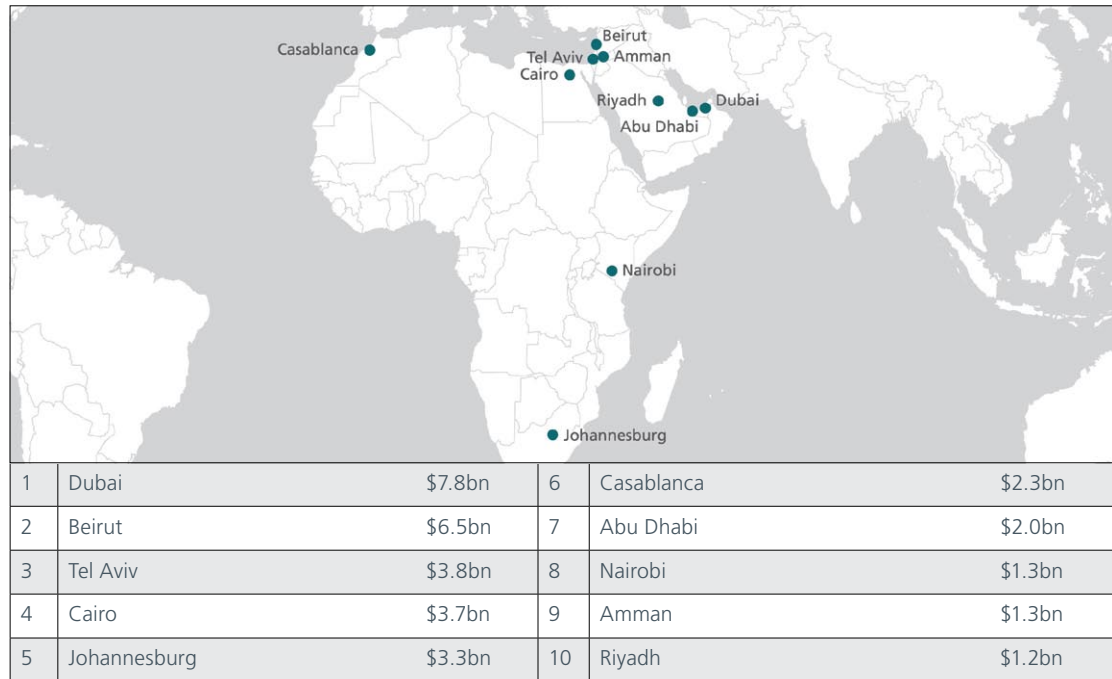 Beirut
Casablanca
Tel Aviv
Amman
Cairo
Riyadh
Dubai
Abu Dhabi
Nairobi
Johannesburg
1 Dubai $7.8bn 6 Casablanca $2.3bn
2 Beirut $6.5bn 7 Abu Dhabi $2.0bn
3 Tel Aviv $3.8bn 8 Nairobi $1.3bn
4 Cairo $3.7bn 9 Amman $1.3bn
5 Johannesburg $3.3bn 10 Riyadh $1.2bn